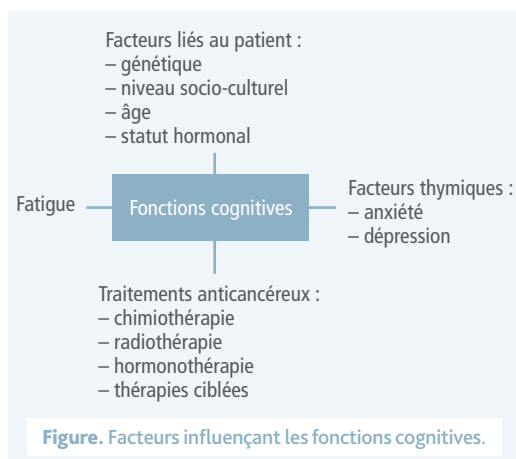 Facteurs liés au patient :
– génétique
– niveau socio-culturel
– âge
– statut hormonal
Fatigue
Fonctions cognitives
Facteurs thymiques :
– anxiété
– dépression
Traitements anticancéreux :
– chimiothérapie
– radiothérapie
– hormonothérapie
– thérapies ciblées
Figure. Facteurs influençant les fonctions cognitives.